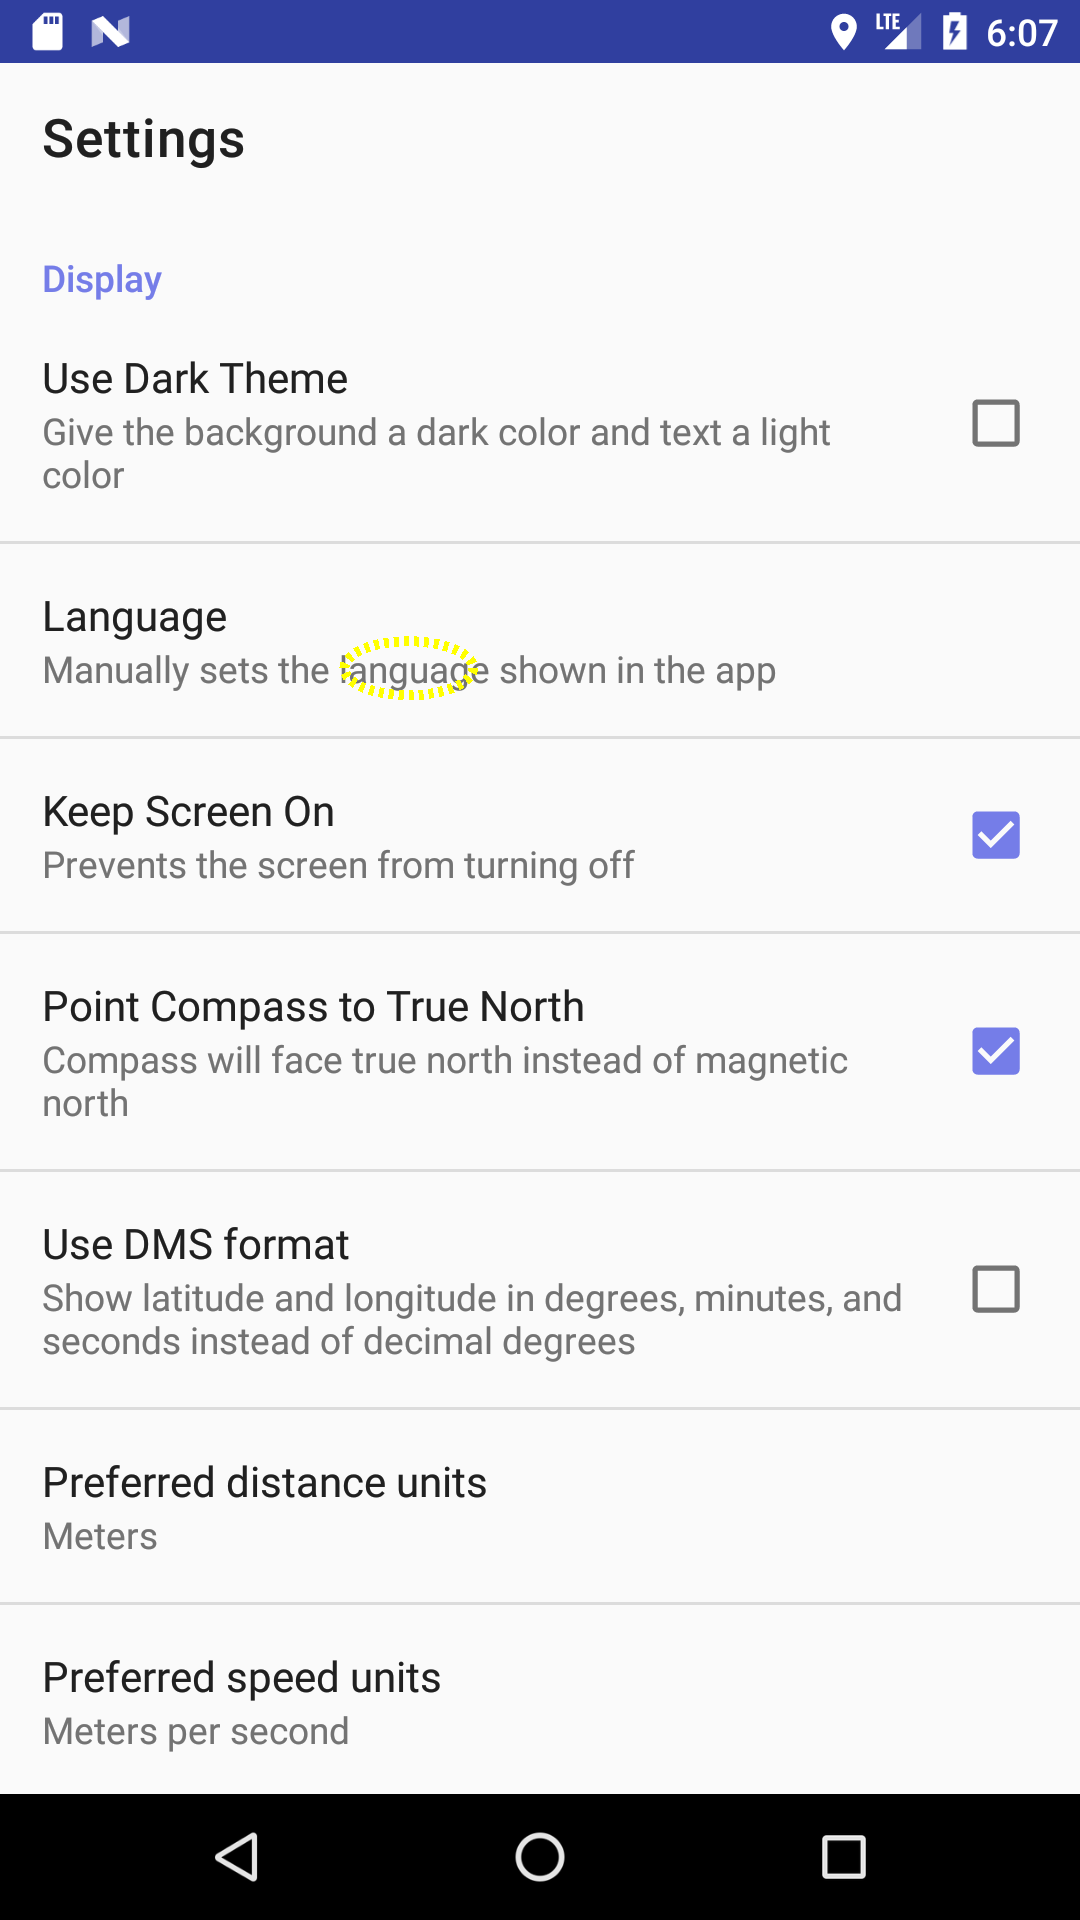 LTE 6:07
Settings
Display
Use Dark Theme
Give the background a dark color and text a light
color
Language
Manually sets the language shown in the app
Keep Screen On
Prevents the screen from turning off
Point Compass to True North
Compass will face true north instead of magnetic
north
Use DMS format
Show latitude and longitude in degrees, minutes, and
seconds instead of decimal degrees
Preferred distance units
Meters
Preferred speed units
Meters per second